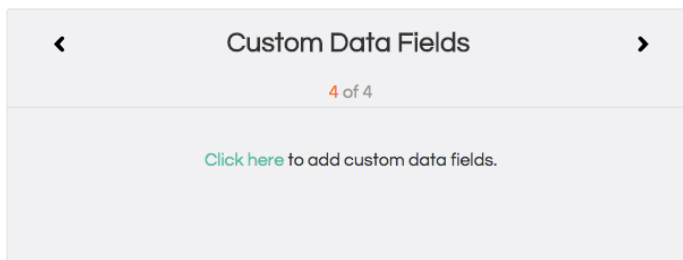 Custom Data Fields
4 of 4
Click here to add custom data fields.